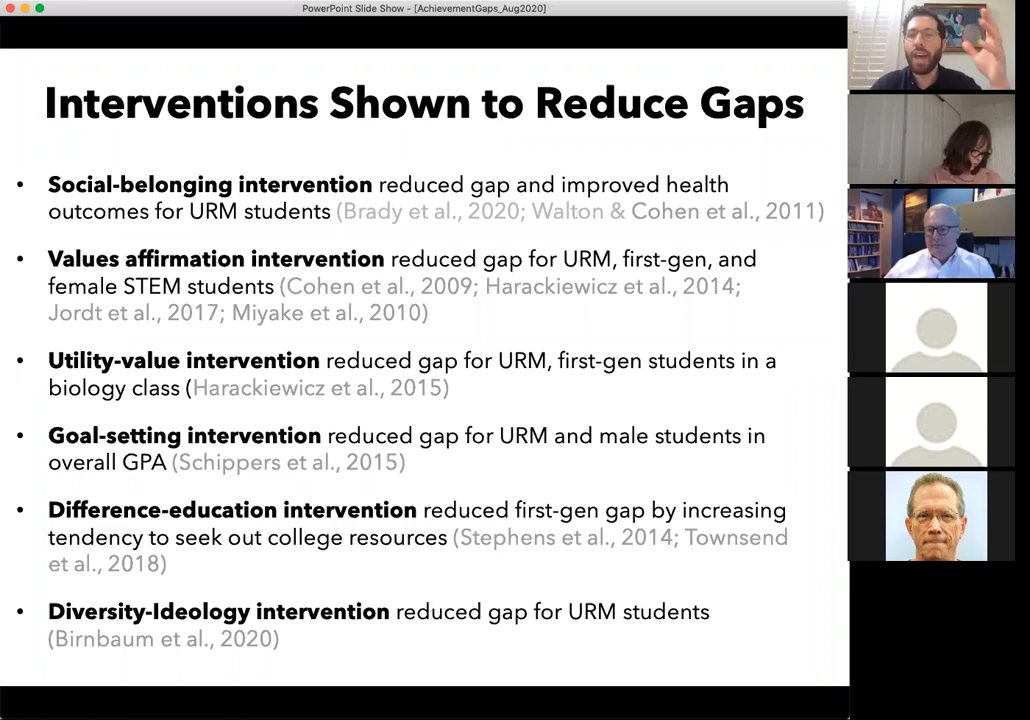 PowerPoint Slide Show - [AchievementGaps_Aug2020]
Interventions Shown to Reduce Gaps
• Social-belonging intervention reduced gap and improved health
outcomes for URM students (Brady et al., 2020; Walton & Cohen et al., 2011)
• Values affirmation intervention reduced gap for URM, first-gen, and
female STEM students (Cohen et al., 2009; Harackiewicz et al., 2014;
Jordt et al., 2017; Miyake et al., 2010)
• Utility-value intervention reduced gap for URM, first-gen students in a
biology class (Harackiewicz et al., 2015)
• Goal-setting intervention reduced gap for URM and male students in
overall GPA (Schippers et al., 2015)
• Difference-education intervention reduced first-gen gap by increasing
tendency to seek out college resources (Stephens et al., 2014; Townsend
et al., 2018)
• Diversity-Ideology intervention reduced gap for URM students
(Birnbaum et al., 2020)